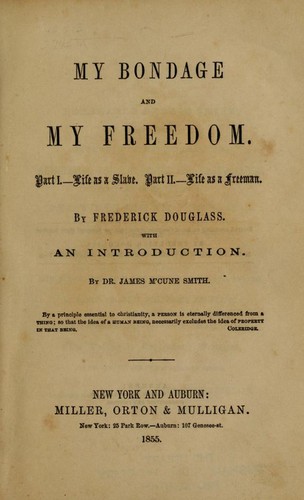 MY BONDAGE
AND
MY FREEDOM.
Part I.—Life as a Slave. Part II.—Life as a Freeman.
By FREDERICK DOUGLASS.
WITH
AN INTRODUCTION.
By DR. JAMES M'CUNE SMITH.
By a principle essential to christianity, a PERSON is eternally differenced from a
THING; so that the idea of a HUMAN BEING, necessarily excludes the idea of PROPERTY
IN THAT BEING. COLERIDGE.
NEW YORK AND AUBURN:
MILLER, ORTON & MULLIGAN.
New York: 25 Park Row.—Auburn: 107 Genesee-st.
1855.